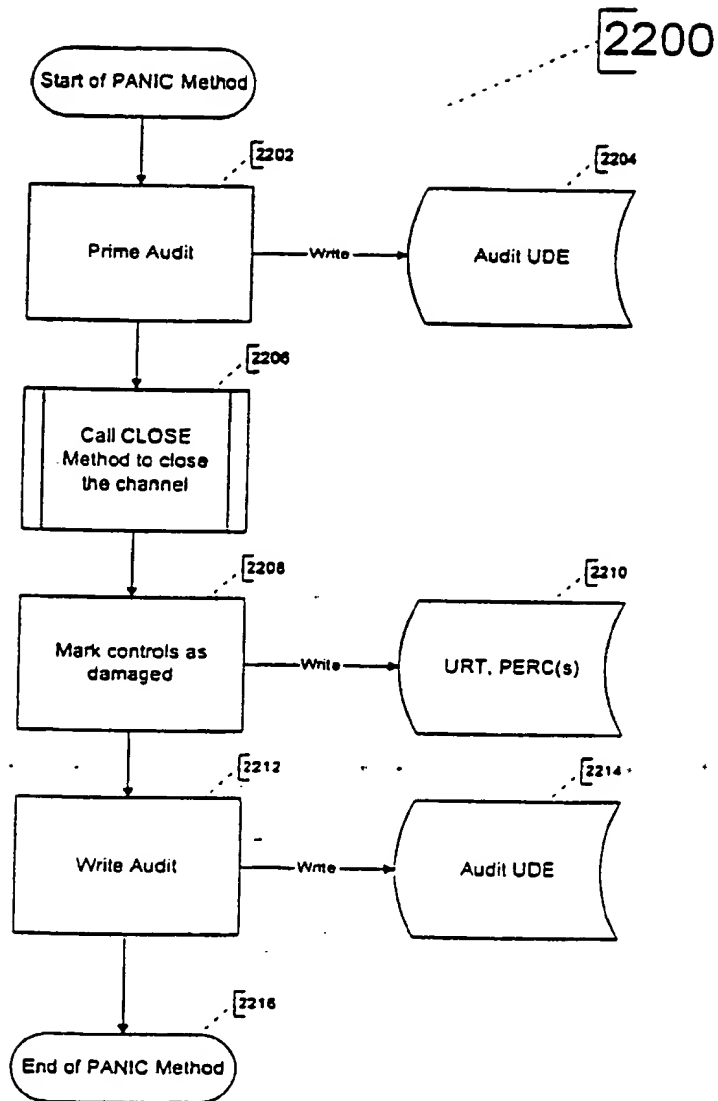 2200
Start of PANIC Method
2202
2204
Prime Audit
Write
Audit UDE
2206
Call CLOSE
Method to close
the channel
2208
2210
Mark controls as
damaged
Write
URT, PERC(s)
2212
2214
Write Audit
Write
Audit UDE
2216
End of PANIC Method